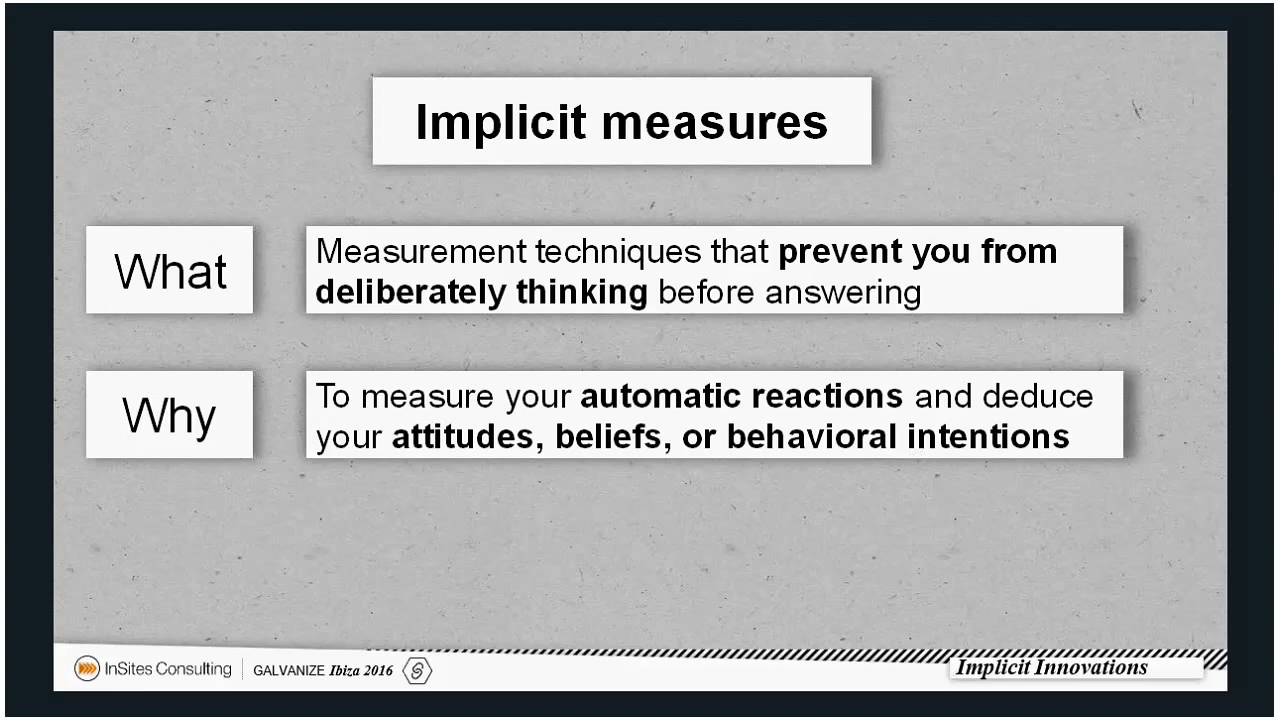 Implicit measures
What
Measurement techniques that prevent you from
deliberately thinking before answering
Why
To measure your automatic reactions and deduce
your attitudes, beliefs, or behavioral intentions
InSites Consulting
GALVANIZE Ibiza 2016
Implicit Innovations